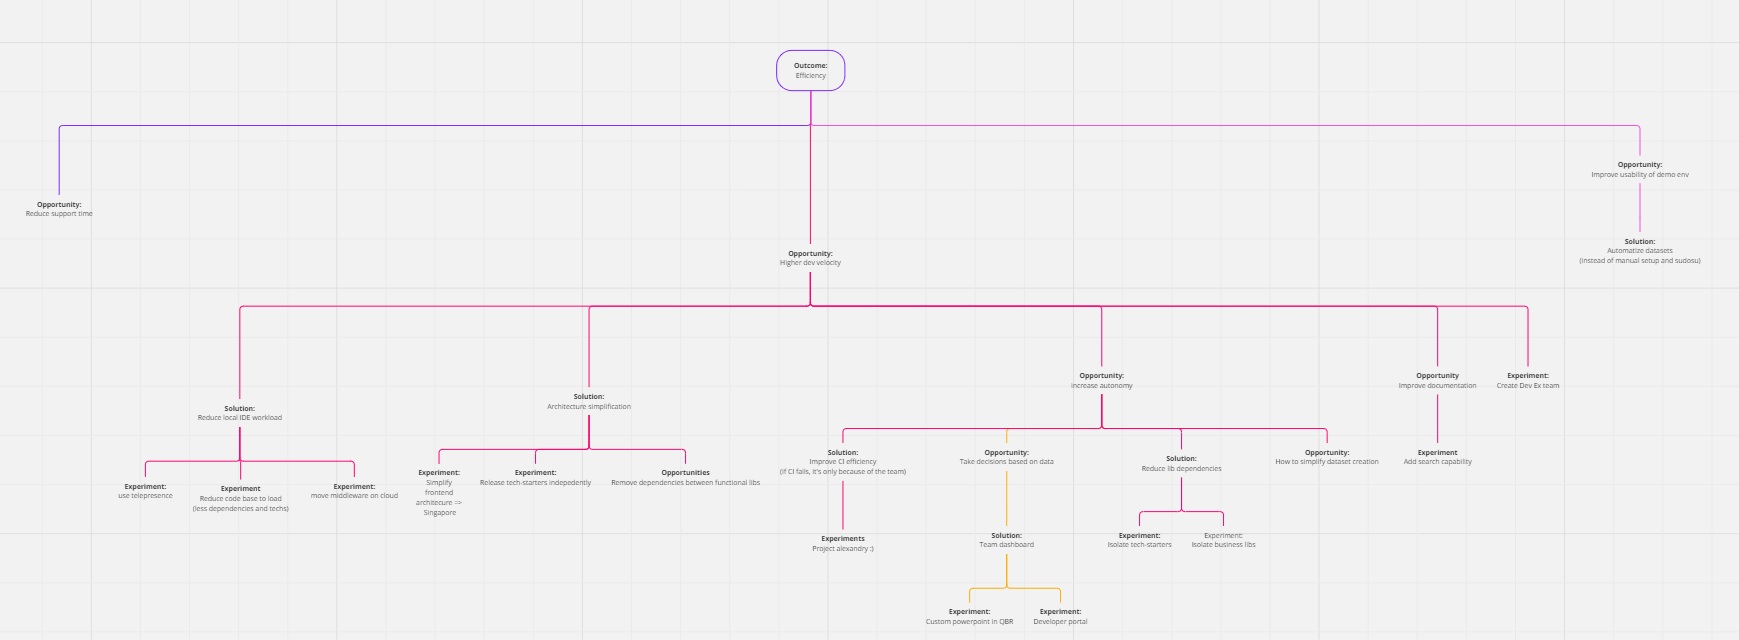 Outcome:
Efficiency
Opportunity:
Improve usability of demo env
Opportunity:
Reduce support time
Solution:
Automatize datasets
(instead of manual setup and sudosu)
Opportunity:
Higher dev velocity
Opportunity:
Increase autonomy
Opportunity
Improve documentation
Experiment:
Create Dev Ex team
Solution:
Reduce local IDE workload
Solution:
Architecture simplification
Solution:
Improve CI efficiency
(if CI fails, it's only because of the team)
Opportunity:
Take decisions based on data
Solution:
Reduce lib dependencies
Opportunity:
How to simplify dataset creation
Experiment
Add search capability
Experiment:
use telepresence
Experiment
Reduce code base to load
(less dependencies and techs)
Experiment:
move middleware on cloud
Experiment:
Simplify
frontend
architecure =>
Singapore
Experiment:
Release tech-starters indepedently
Opportunities
Remove dependencies between functional libs
Experiments
Project alexandry :)
Solution:
Team dashboard
Experiment:
Isolate tech-starters
Experiment:
Isolate business libs
Experiment:
Custom powerpoint in QBR
Experiment:
Developer portal